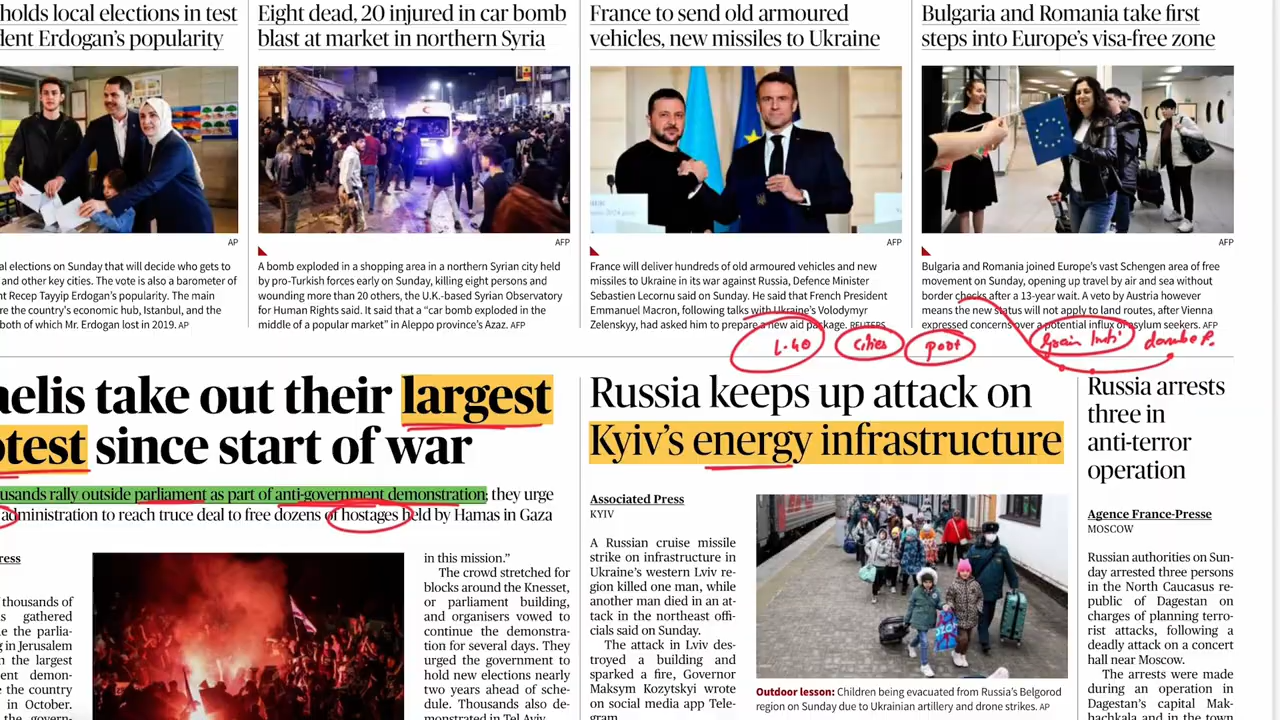 holds local elections in test
dent Erdogan's popularity
AP
al elections on Sunday that will decide who gets to
and other key cities. The vote is also a barometer of
nt Recep Tayyip Erdogan's popularity. The main
re the country's economic hub, Istanbul, and the
both of which Mr. Erdogan lost in 2019. AP
Eight dead, 20 injured in car bomb
blast at market in northern Syria
AFP
A bomb exploded in a shopping area in a northern Syrian city held
by pro-Turkish forces early on Sunday, killing eight persons and
wounding more than 20 others, the U.K.-based Syrian Observatory
for Human Rights said. It said that a "car bomb exploded in the
middle of a popular market" in Aleppo province's Azaz. AFP
France to send old armoured
vehicles, new missiles to Ukraine
AFP
France will deliver hundreds of old armoured vehicles and new
missiles to Ukraine in its war against Russia, Defence Minister
Sebastien Lecornu said on Sunday. He said that French President
Emmanuel Macron, following talks with Ukraine's Volodymyr
Zelenskyy, had asked him to prepare a new aid package. REUTERS
Bulgaria and Romania take first
steps into Europe's visa-free zone
AFP
Bulgaria and Romania joined Europe's vast Schengen area of free
movement on Sunday, opening up travel by air and sea without
border checks after a 13-year wait. A veto by Austria however
means the new status will not apply to land routes, after Vienna
expressed concerns over a potential influx of asylum seekers. AFP
cities port
aelis take out their largest
otest since start of war
usands rally outside parliament as part of anti-government demonstration; they urge
administration to reach truce deal to free dozens of hostages held by Hamas in Gaza
ress
thousands of
s gathered
e the parlia-
g in Jerusalem
n the largest
ent demon-
e the country
in October.
the govern-
in this mission."
The crowd stretched for
blocks around the Knesset,
or parliament building,
and organisers vowed to
continue the demonstra-
tion for several days. They
urged the government to
hold new elections nearly
two years ahead of sche-
dule. Thousands also de-
monstrated in Tel Aviv,
Russia keeps up attack on
Kyiv's energy infrastructure
Associated Press
KYIV
A Russian cruise missile
strike on infrastructure in
Ukraine's western Lviv re-
gion killed one man, while
another man died in an at-
tack in the northeast offi-
cials said on Sunday.
The attack in Lviv des-
troyed a building and
sparked a fire, Governor
Maksym Kozytskyi wrote
on social media app Tele-
gram.
Outdoor lesson: Children being evacuated from Russia's Belgorod
region on Sunday due to Ukrainian artillery and drone strikes. AP
Russia arrests
three in
anti-terror
operation
Agence France-Presse
MOSCOW
Russian authorities on Sun-
day arrested three persons
in the North Caucasus re-
public of Dagestan on
charges of planning terro-
rist attacks, following a
deadly attack on a concert
hall near Moscow.
The arrests were made
during an operation in
Dagestan's capital Mak-
hachkala and in the town